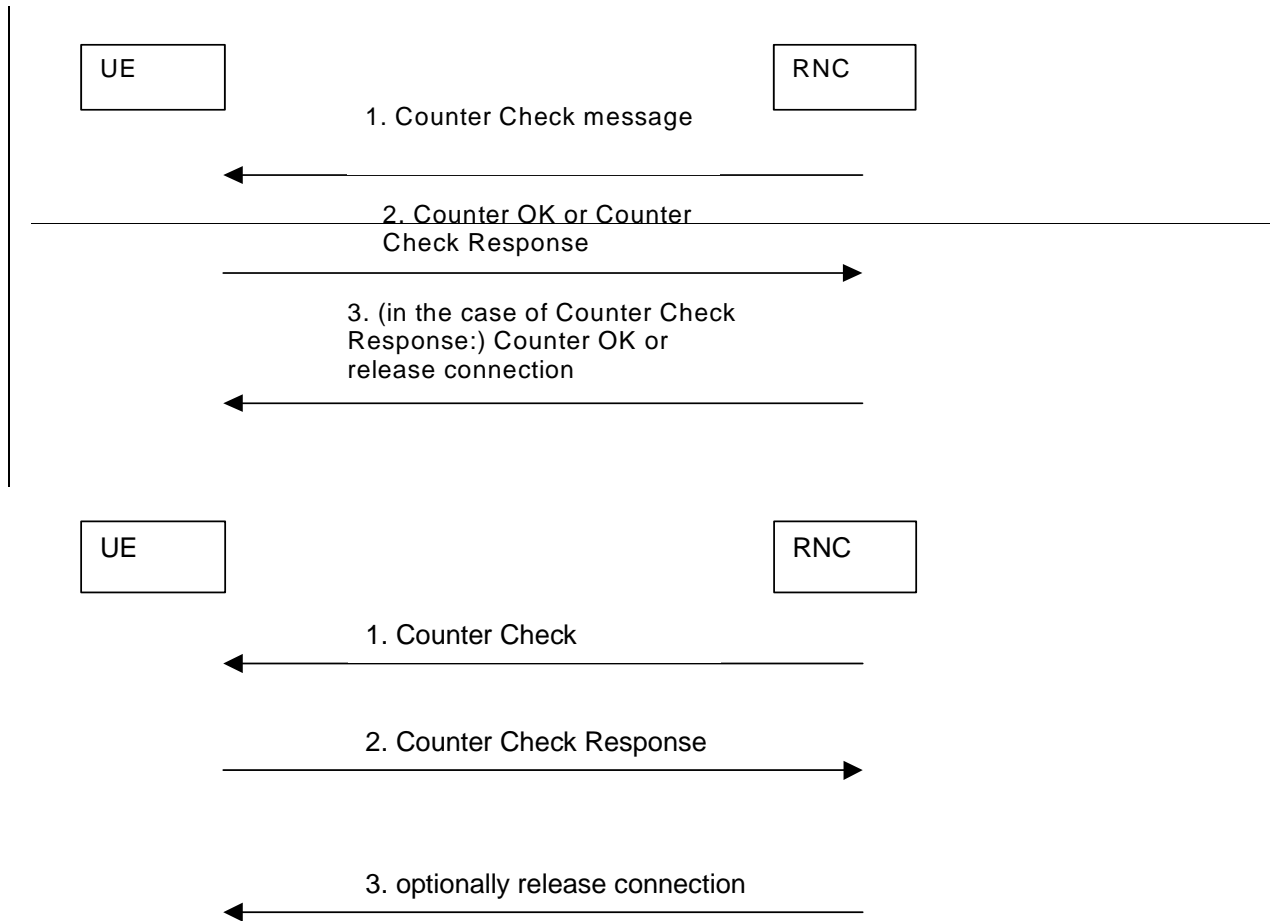 UE
RNC
1. Counter Check message
2. Counter OK or Counter
Check Response
3. (in the case of Counter Check
Response:) Counter OK or
release connection
UE
RNC
1. Counter Check
2. Counter Check Response
3. optionally release connection